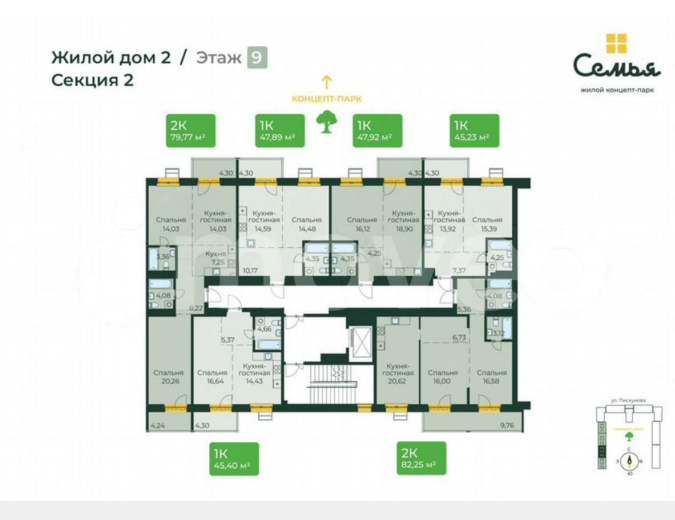 Жилой дом 2 / Этаж 9
Секция 2
Семья
жилой концепт-парк
КОНЦЕПТ-ПАРК
2К
79,77 м²
1К
47,89 м²
1К
47,92 м²
1К
45,23 м²
4,30 4,30 4,30 4,30
Спальня
14,03
Кухня-
гостиная
14,03
Кухня-
гостиная
14,59
Спальня
14,48
Спальня
16,12
Кухня-
гостиная
18,90
Кухня-
гостиная
13,92
Спальня
15,39
3,36
Кухня
7,25
10,17
4,35
4,35
4,25
7,37
4,25
4,08
8,22
3,36
4,08
5,37
4,66
6,73
3,12
Спальня
20,26
Спальня
16,64
Кухня-
гостиная
14,43
Кухня-
гостиная
20,62
Спальня
16,00
Спальня
16,58
4,24
4,30
9,76
1К
45,40 м²
2К
82,25 м²
ул. Пискунова
С
З В
Ю
move